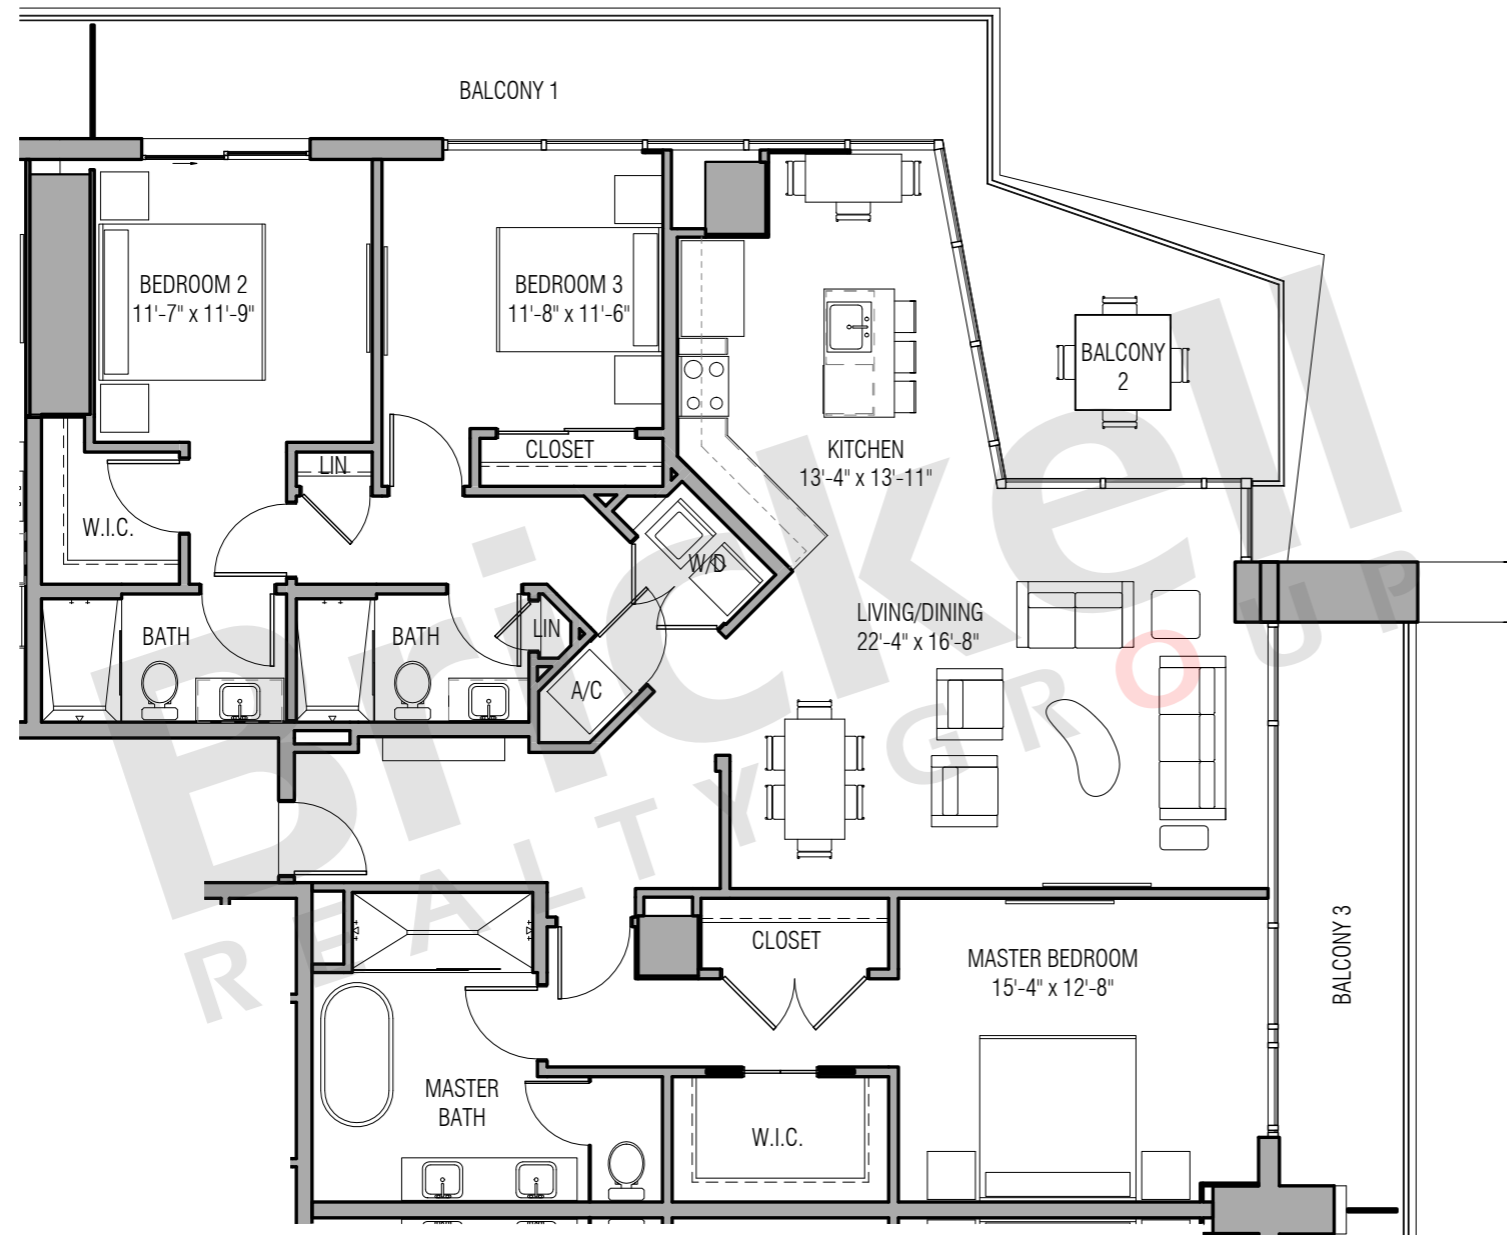 BALCONY 1
BEDROOM 2
11'-7" x 11'-9"
BEDROOM 3
11'-8" x 11'-6"
BALCONY
2
CLOSET
LIN
KITCHEN
13'-4" x 13'-11"
W.I.C.
W/D
LIVING/DINING
22'-4" x 16'-8"
BATH
BATH
LIN
A/C
Brickell
REALTY GROUP
CLOSET
MASTER BEDROOM
15'-4" x 12'-8"
BALCONY 3
MASTER
BATH
W.I.C.